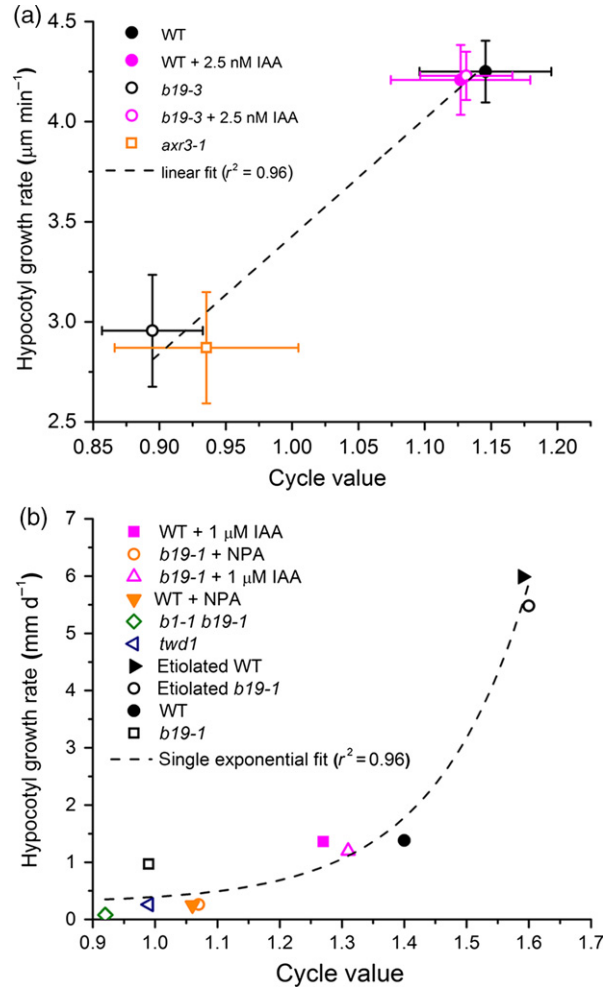 (a)
WT
WT + 2.5 nM IAA
b19-3
b19-3 + 2.5 nM IAA
axr3-1
linear fit (r² = 0.96)
Hypocotyl growth rate (μm min⁻¹)
4.5
4.0
3.5
3.0
2.5
0.85 0.90 0.95 1.00 1.05 1.10 1.15 1.20
Cycle value
(b)
WT + 1 μM IAA
b19-1 + NPA
b19-1 + 1 μM IAA
WT + NPA
b1-1 b19-1
twd1
Etiolated WT
Etiolated b19-1
WT
b19-1
Single exponential fit (r² = 0.96)
Hypocotyl growth rate (mm d⁻¹)
7
6
5
4
3
2
1
0
0.9 1.0 1.1 1.2 1.3 1.4 1.5 1.6 1.7
Cycle value